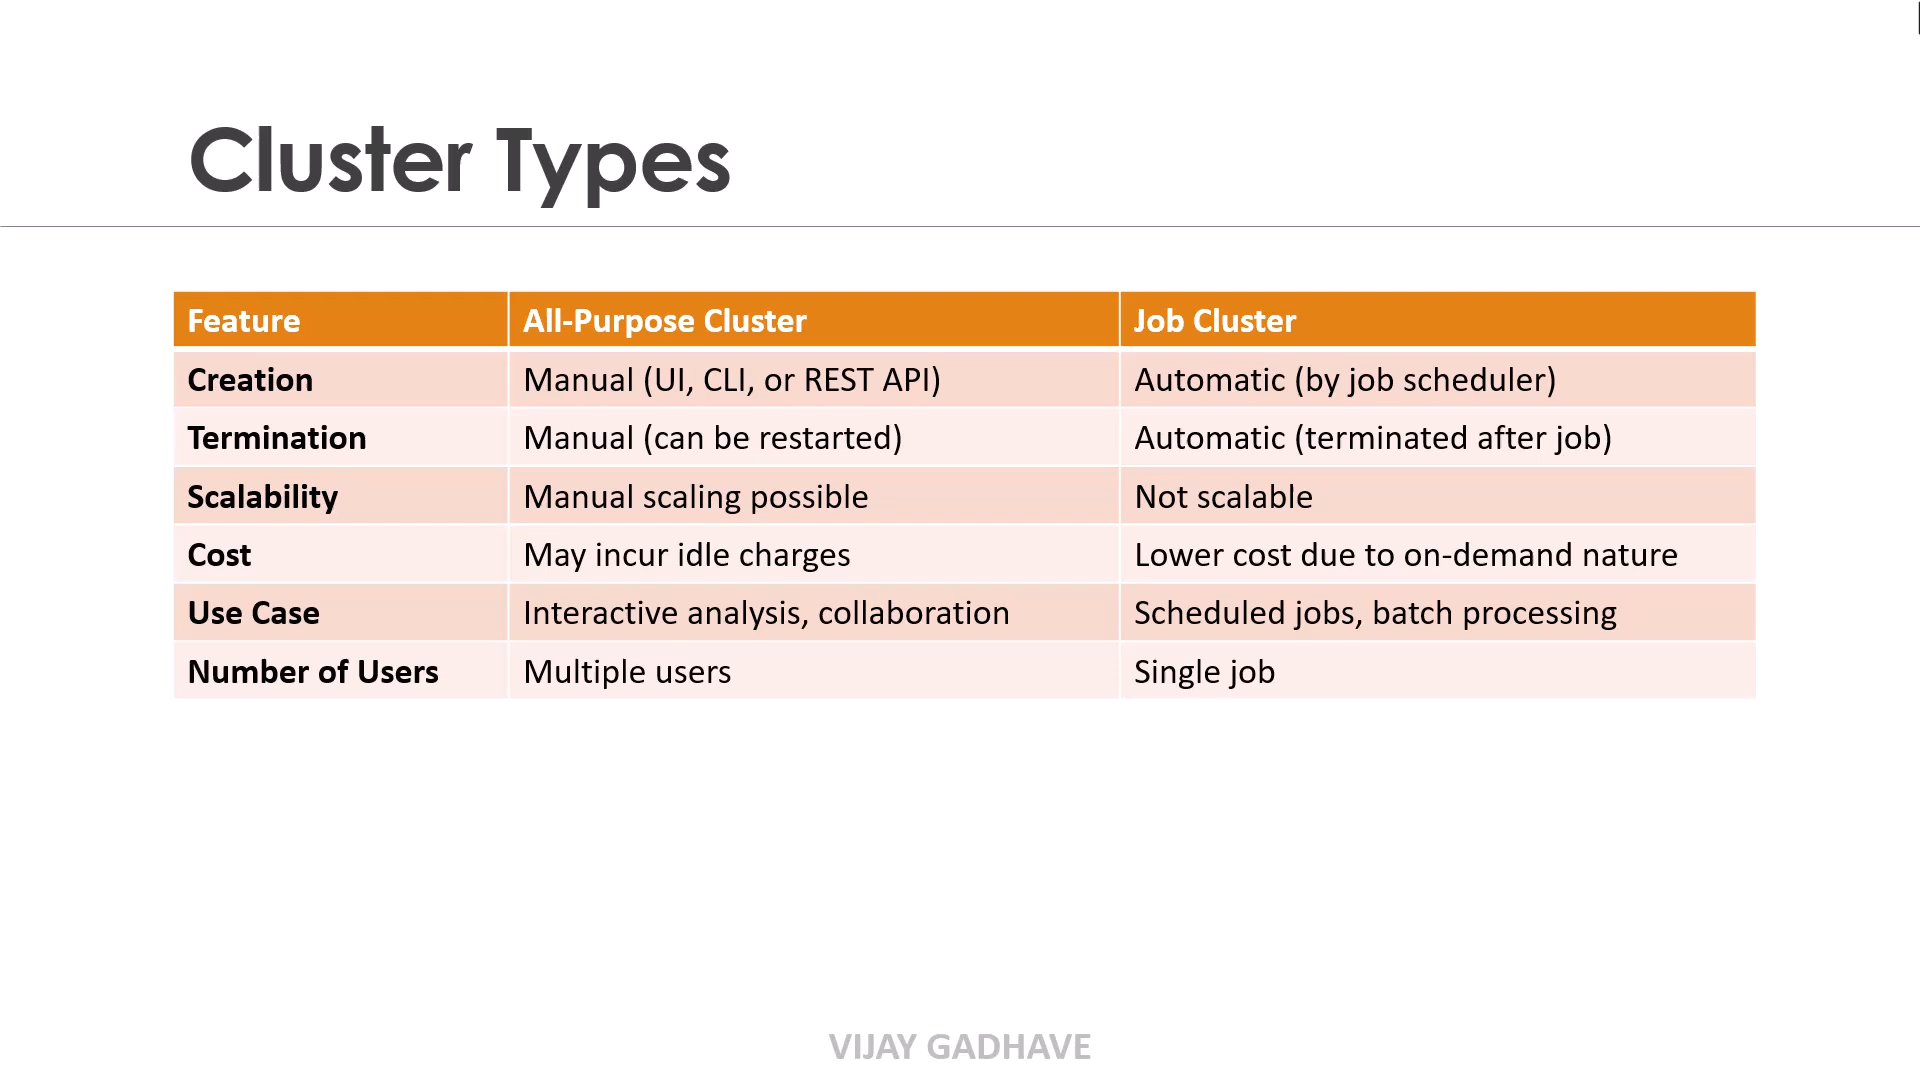 Cluster Types
Feature All-Purpose Cluster Job Cluster
Creation Manual (UI, CLI, or REST API) Automatic (by job scheduler)
Termination Manual (can be restarted) Automatic (terminated after job)
Scalability Manual scaling possible Not scalable
Cost May incur idle charges Lower cost due to on-demand nature
Use Case Interactive analysis, collaboration Scheduled jobs, batch processing
Number of Users Multiple users Single job
VIJAY GADHAVE